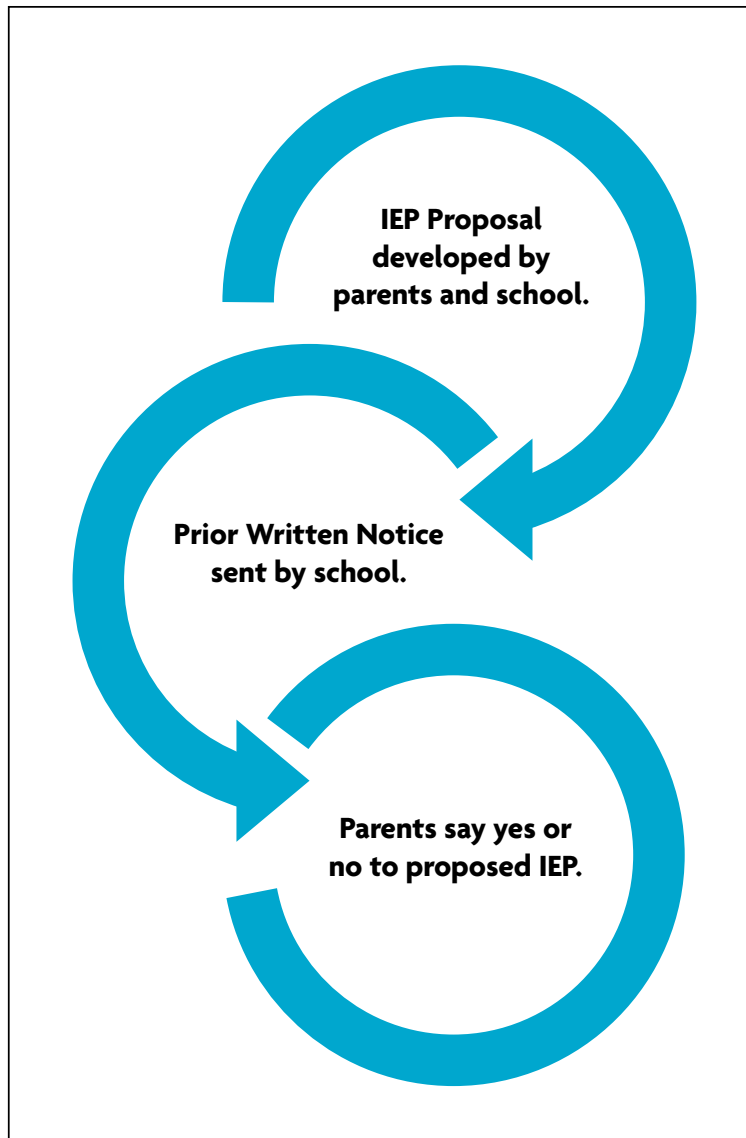 IEP Proposal
developed by
parents and school.
Prior Written Notice
sent by school.
Parents say yes or
no to proposed IEP.